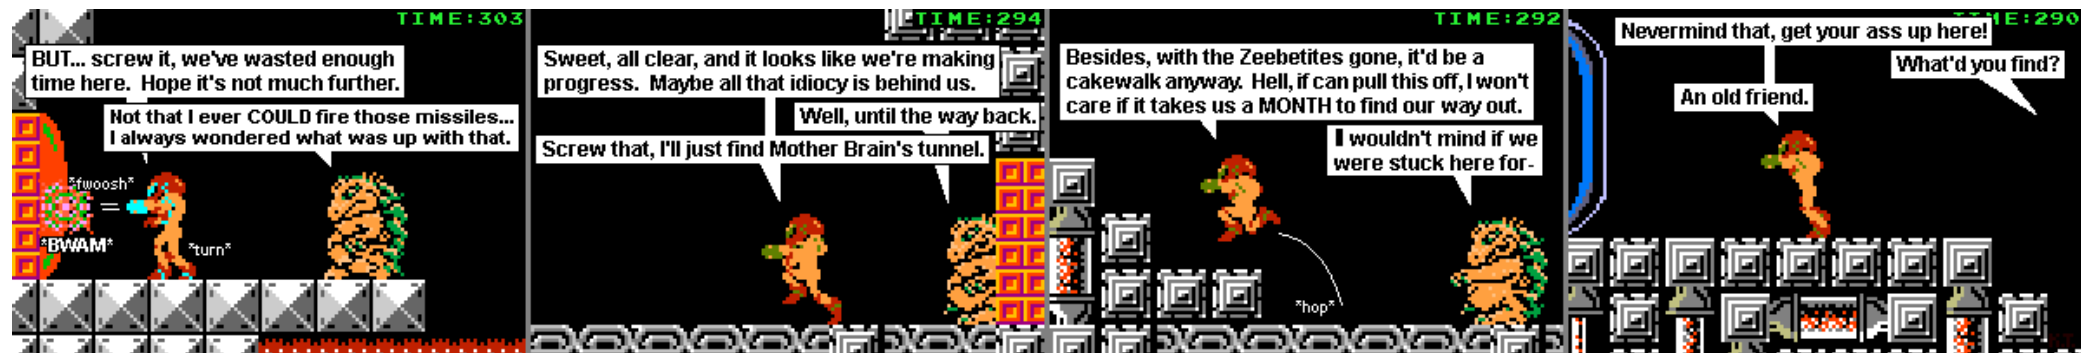 TIME:303
BUT... screw it, we've wasted enough
time here. Hope it's not much further.
Not that I ever COULD fire those missiles...
I always wondered what was up with that.
*fwoosh*
*BWAM*
*turn*
TIME:294
Sweet, all clear, and it looks like we're making
progress. Maybe all that idiocy is behind us.
Well, until the way back.
Screw that, I'll just find Mother Brain's tunnel.
TIME:292
Besides, with the Zeebetites gone, it'd be a
cakewalk anyway. Hell, if can pull this off, I won't
care if it takes us a MONTH to find our way out.
I wouldn't mind if we
were stuck here for-
*hop*
TIME:290
Nevermind that, get your ass up here!
What'd you find?
An old friend.